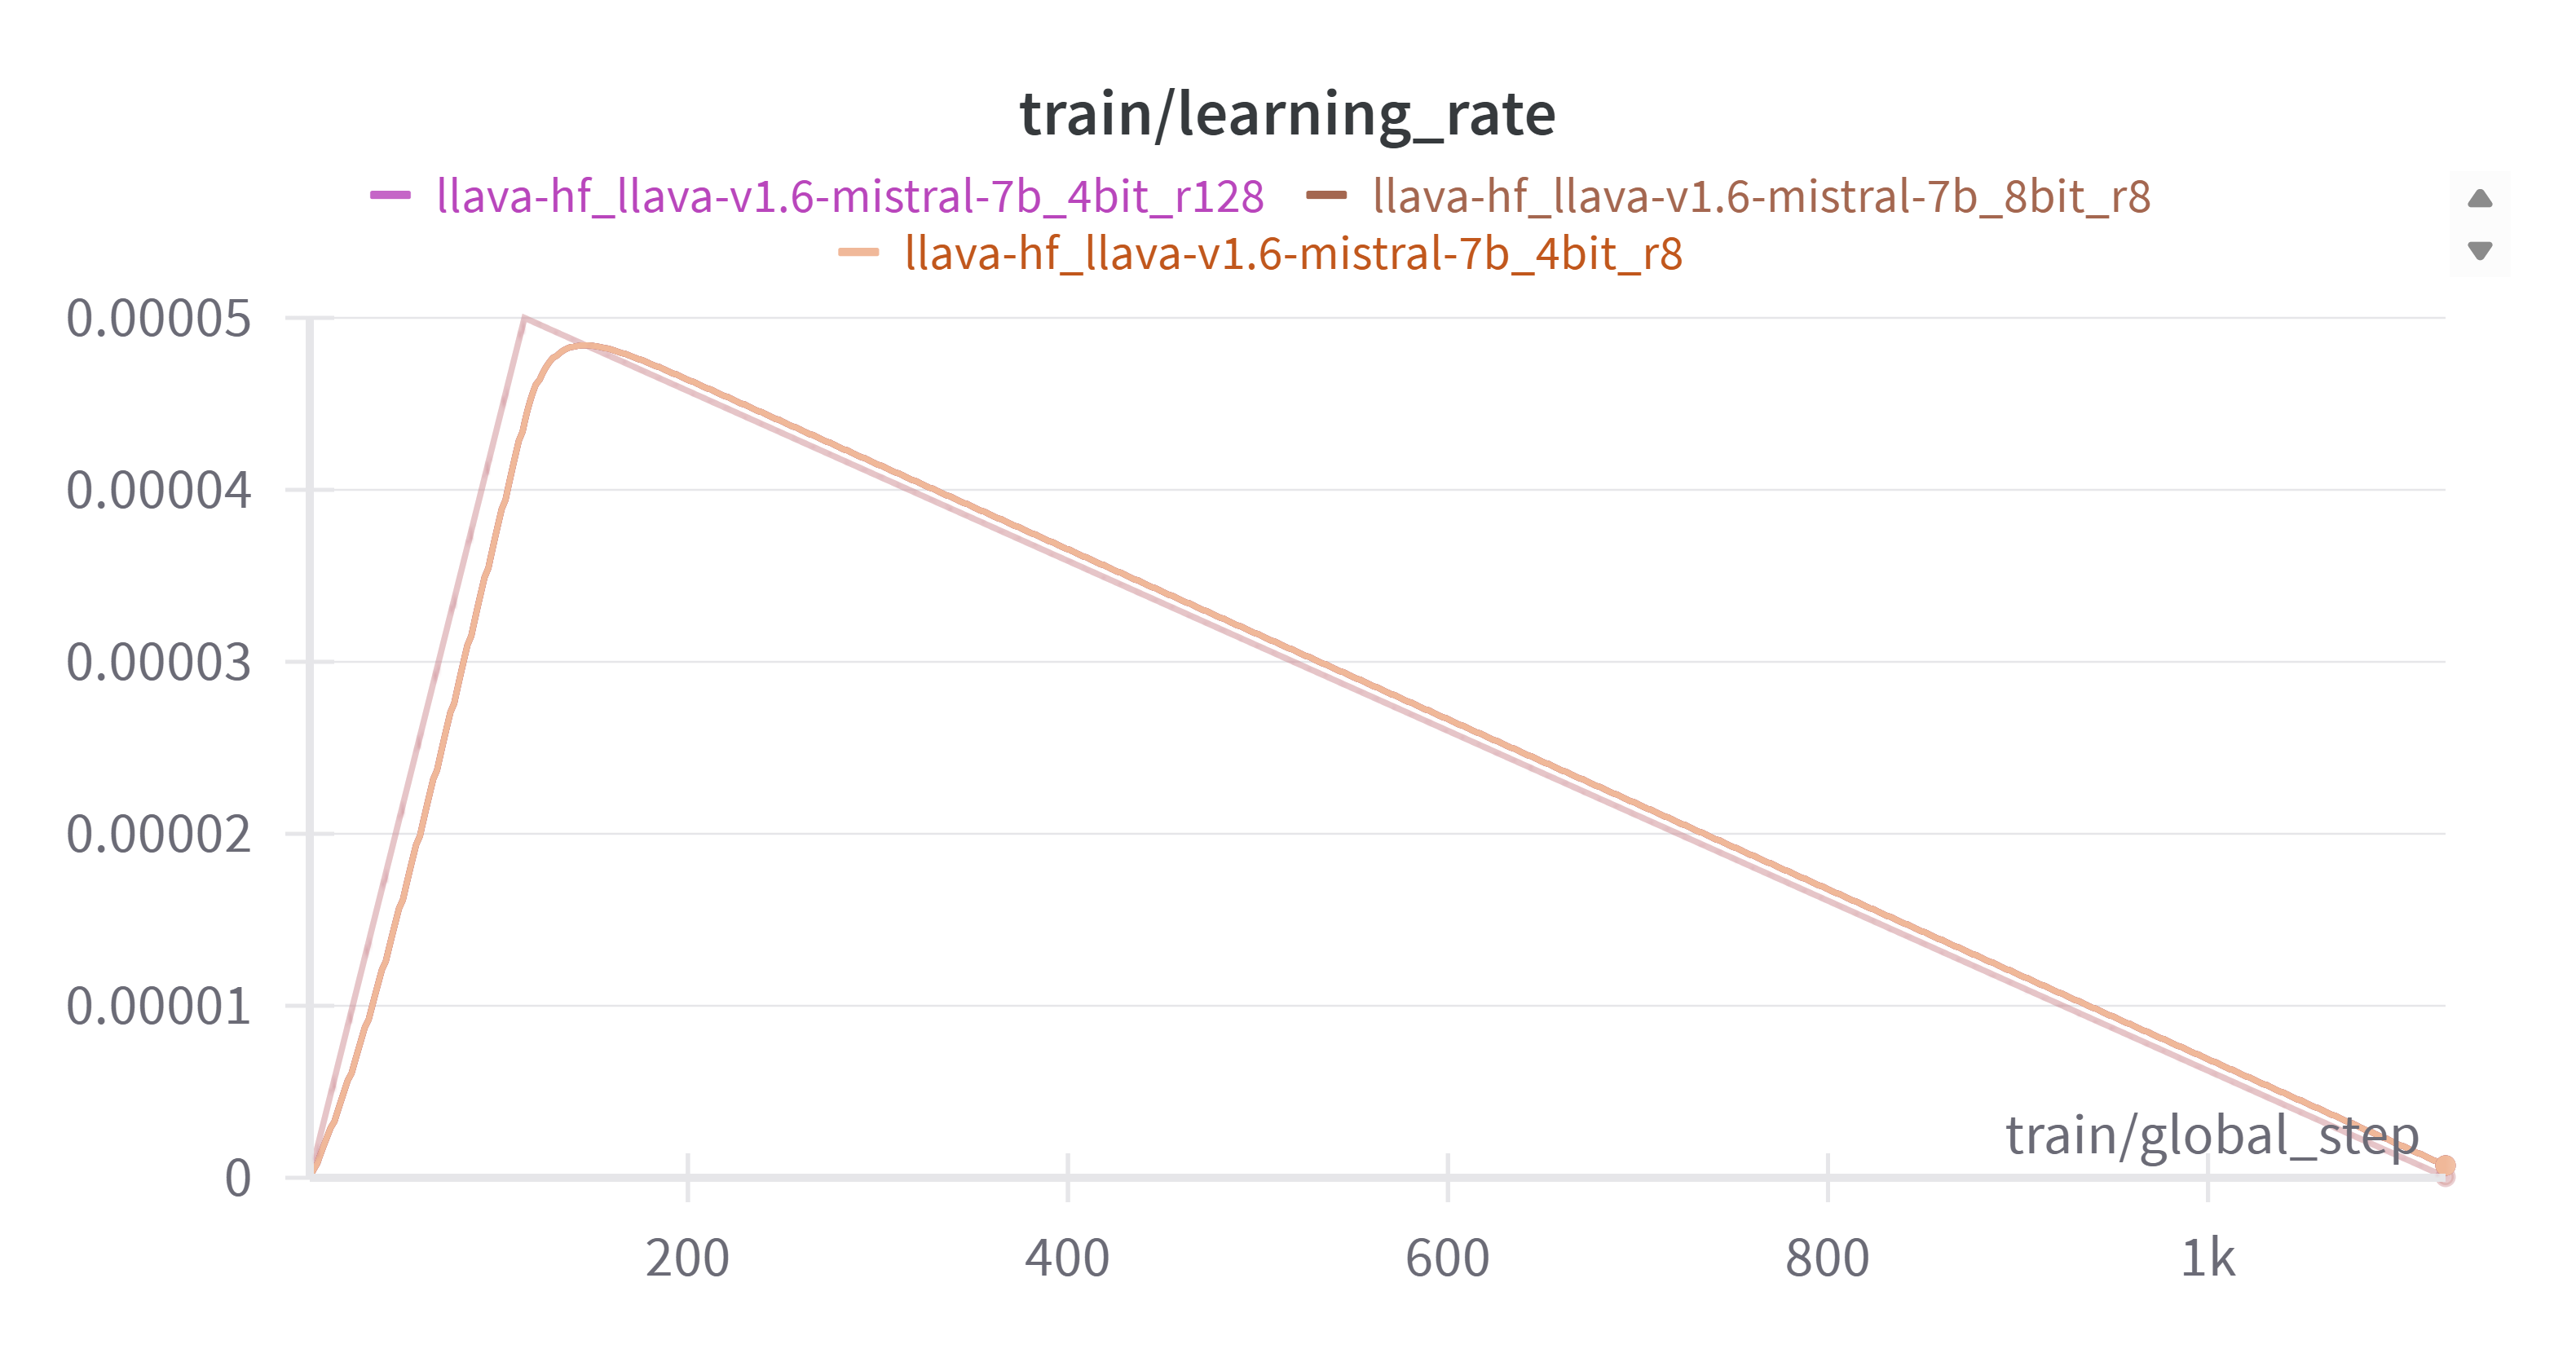 train/learning_rate
llava-hf_llava-v1.6-mistral-7b_4bit_r128 llava-hf_llava-v1.6-mistral-7b_8bit_r8
llava-hf_llava-v1.6-mistral-7b_4bit_r8
0.00005
0.00004
0.00003
0.00002
0.00001
0
train/global_step
200 400 600 800 1k